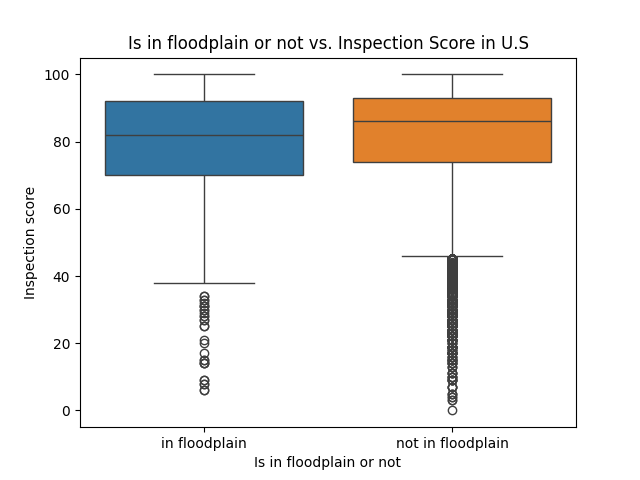 Is in floodplain or not vs. Inspection Score in U.S
100
80
60
40
20
0
Inspection score
in floodplain
not in floodplain
Is in floodplain or not